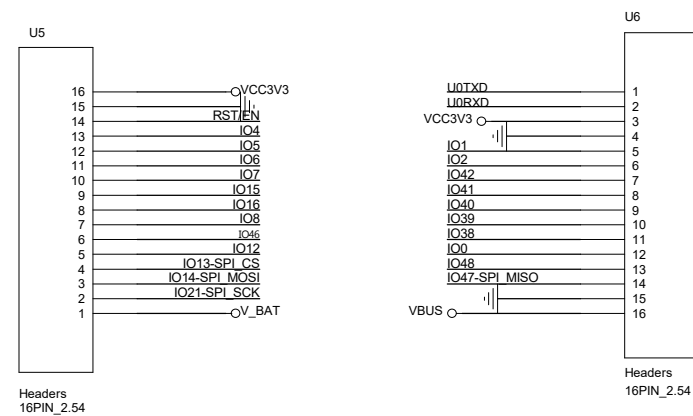 U5
16 VCC3V3
15
14 RST/EN
13 IO4
12 IO5
11 IO6
10 IO7
9 IO15
8 IO16
7 IO8
6 IO46
5 IO12
4 IO13-SPI_CS
3 IO14-SPI_MOSI
2 IO21-SPI_SCK
1 V_BAT
Headers
16PIN_2.54
U6
U0TXD 1
U0RXD 2
VCC3V3 3
4
IO1 5
IO2 6
IO42 7
IO41 8
IO40 9
IO39 10
IO38 11
IO0 12
IO48 13
IO47-SPI_MISO 14
15
VBUS 16
Headers
16PIN_2.54